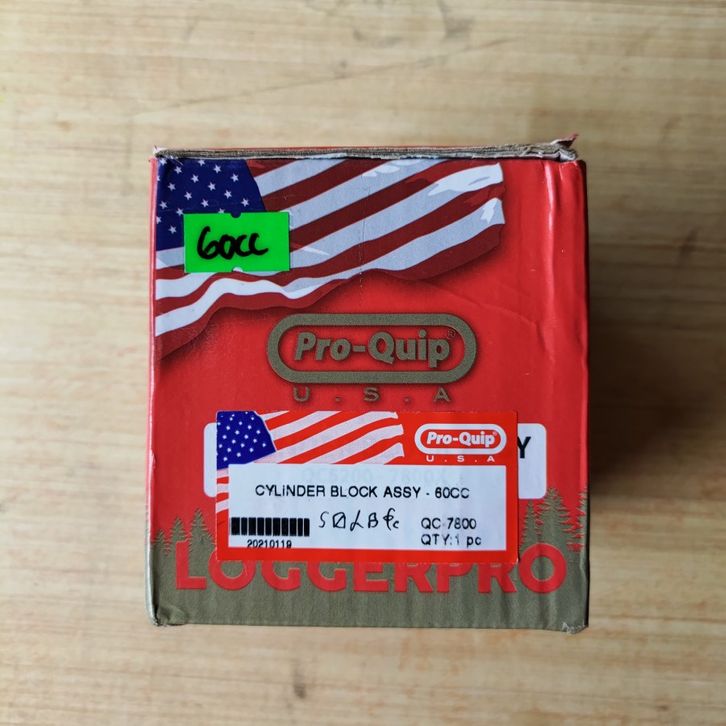 60cc
Pro-Quip®
U.S.A
Y
Pro-Quip®
U.S.A
CYLINDER BLOCK ASSY - 60CC
QC-7800
20210119
QTY:1 pc
LOGGERPRO